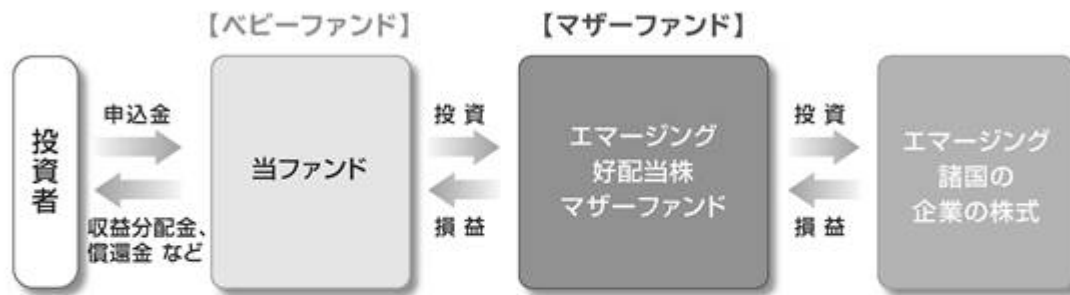 【ベビーファンド】
【マザーファンド】
投資者
申込金
収益分配金、
償還金 など
当ファンド
投資
損益
エマージング
好配当株
マザーファンド
投資
損益
エマージング
諸国の
企業の株式